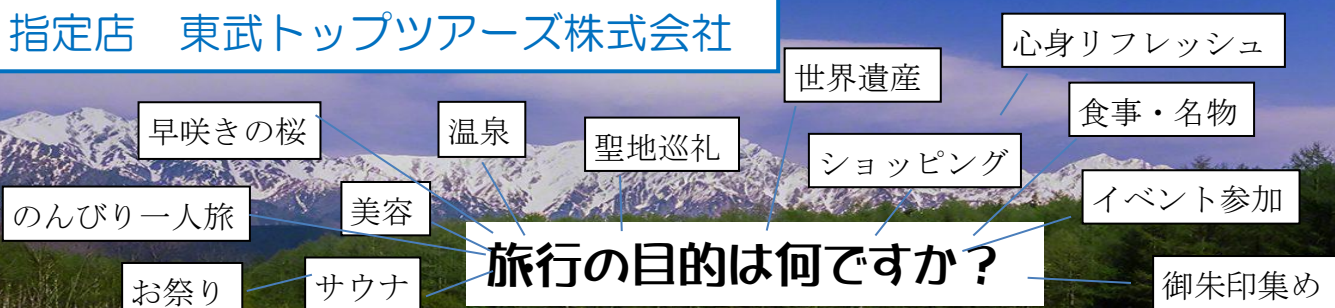 指定店　東武トップツアーズ株式会社
心身リフレッシュ
世界遺産
食事・名物
早咲きの桜
温泉
聖地巡礼
ショッピング
のんびり一人旅
美容
イベント参加
旅行の目的は何ですか？
お祭り
サウナ
御朱印集め